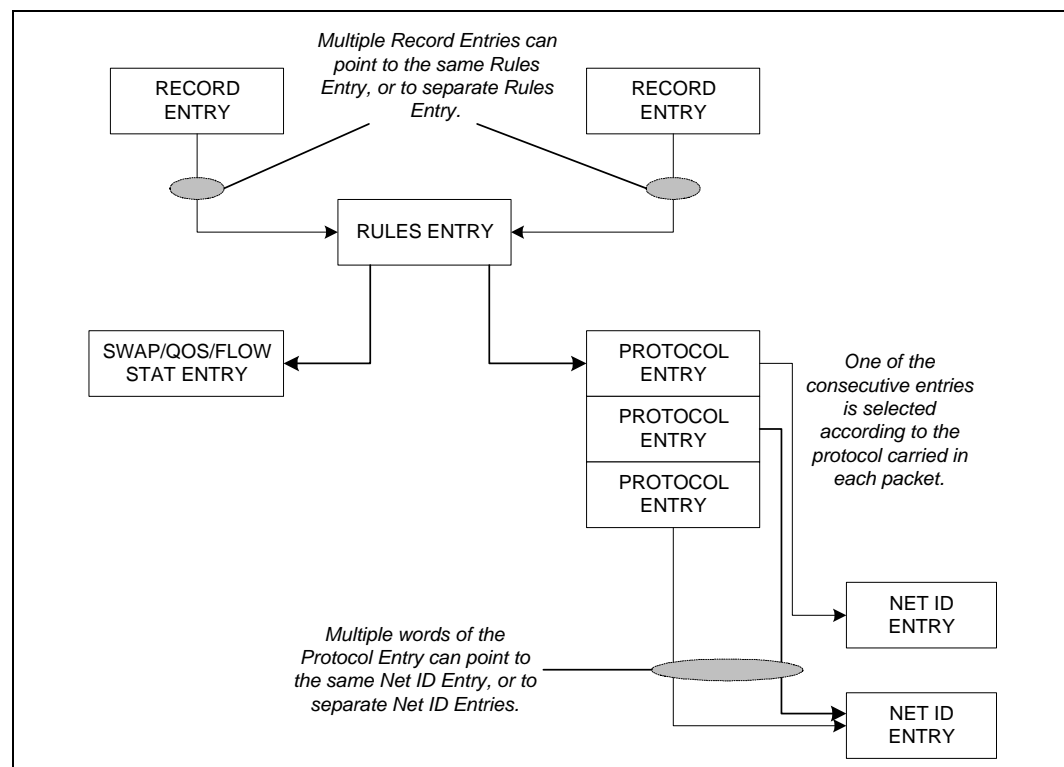 Multiple Record Entries can
point to the same Rules
Entry, or to separate Rules
Entry.
RECORD
ENTRY
RECORD
ENTRY
RULES ENTRY
SWAP/QOS/FLOW
STAT ENTRY
PROTOCOL
ENTRY
PROTOCOL
ENTRY
PROTOCOL
ENTRY
One of the
consecutive entries
is selected
according to the
protocol carried in
each packet.
NET ID
ENTRY
Multiple words of the
Protocol Entry can point to
the same Net ID Entry, or to
separate Net ID Entries.
NET ID
ENTRY